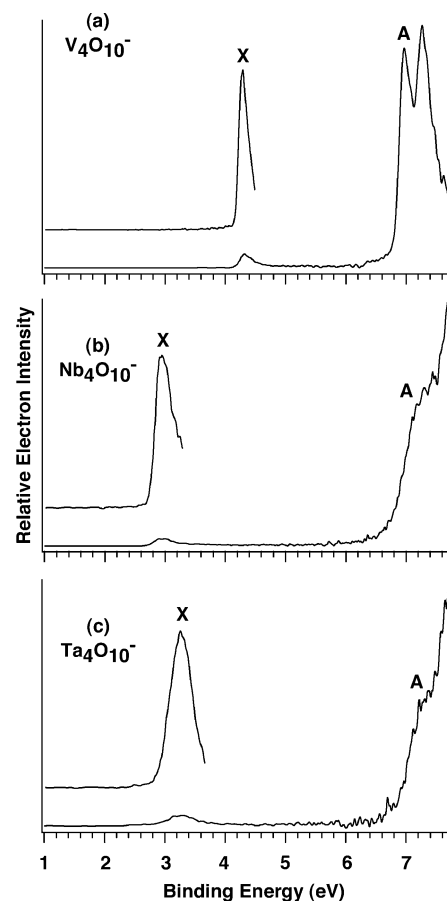 (a)
V4O10-
X
A
(b)
Nb4O10-
X
A
(c)
Ta4O10-
X
A
Relative Electron Intensity
1 2 3 4 5 6 7
Binding Energy (eV)